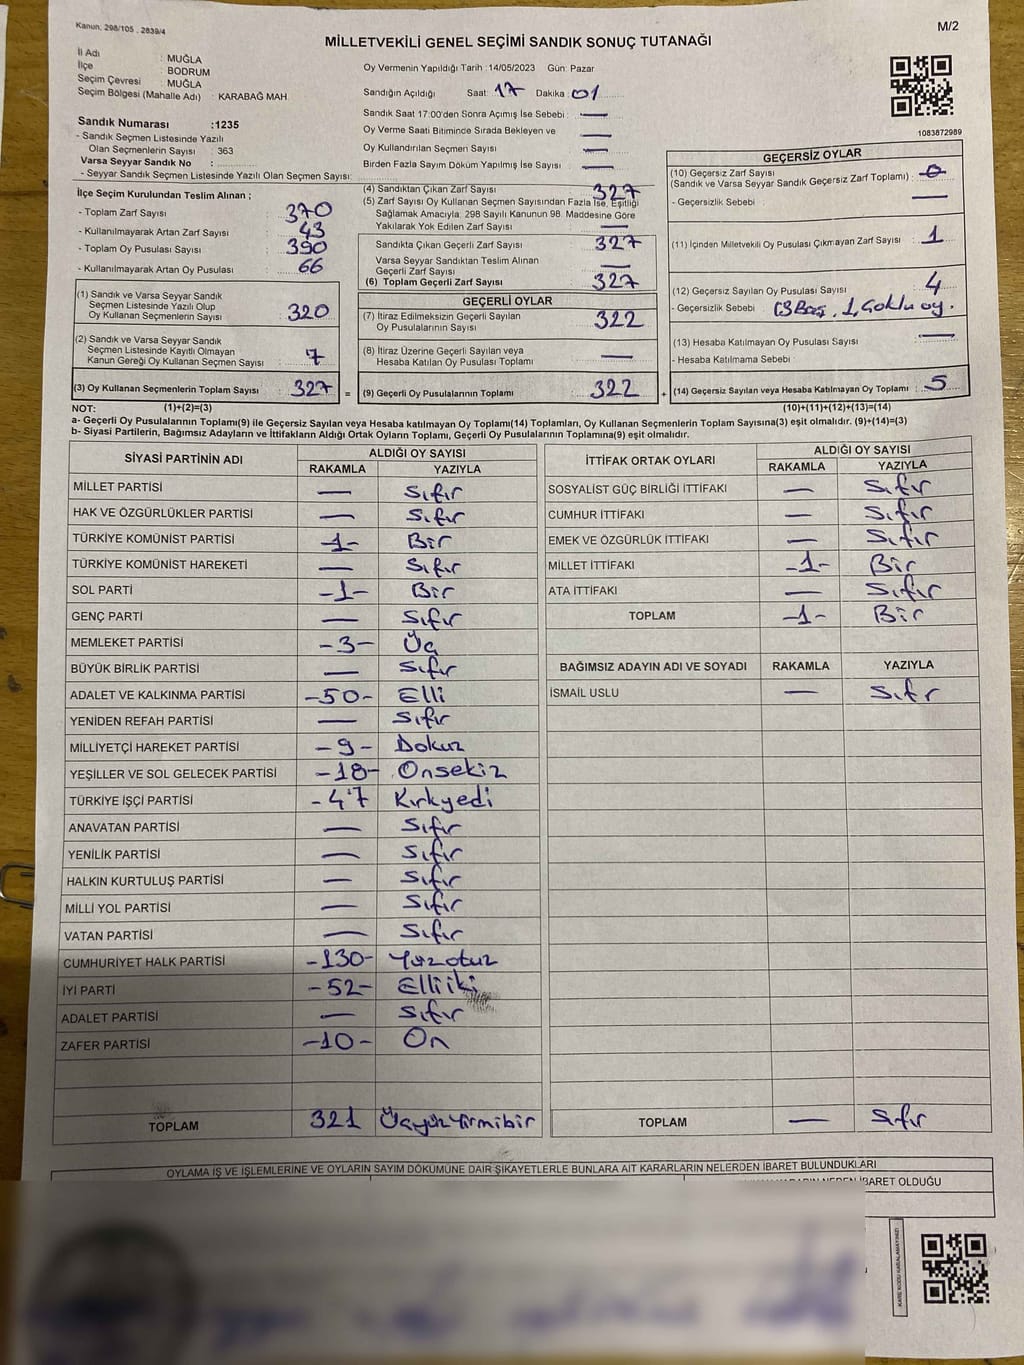 Kanun: 298/105 , 2839/4
M/2
MİLLETVEKİLİ GENEL SEÇİMİ SANDIK SONUÇ TUTANAĞI
İl Adı : MUĞLA
İlçe : BODRUM
Seçim Çevresi : MUĞLA
Seçim Bölgesi (Mahalle Adı) : KARABAĞ MAH.
Oy Vermenin Yapıldığı Tarih :14/05/2023 Gün: Pazar
Sandığın Açıldığı Saat: 17 Dakika: 01
Sandık Saat 17:00'den Sonra Açılmış İse Sebebi : —
Oy Verme Saati Bitiminde Sırada Bekleyen ve —
Oy Kullandırılan Seçmen Sayısı : —
Birden Fazla Sayım Döküm Yapılmış İse Sayısı : —
1083872989
Sandık Numarası :1235
- Sandık Seçmen Listesinde Yazılı
Olan Seçmenlerin Sayısı : 363
Varsa Seyyar Sandık No :
- Seyyar Sandık Seçmen Listesinde Yazılı Olan Seçmen Sayısı:
İlçe Seçim Kurulundan Teslim Alınan ;
- Toplam Zarf Sayısı : 370
- Kullanılmayarak Artan Zarf Sayısı : 43
- Toplam Oy Pusulası Sayısı : 390
- Kullanılmayarak Artan Oy Pusulası : 66
(1) Sandık ve Varsa Seyyar Sandık
Seçmen Listesinde Yazılı Olup
Oy Kullanan Seçmenlerin Sayısı : 320
(2) Sandık ve Varsa Seyyar Sandık
Seçmen Listesinde Kayıtlı Olmayan
Kanun Gereği Oy Kullanan Seçmen Sayısı : 7
(3) Oy Kullanan Seçmenlerin Toplam Sayısı : 327
(4) Sandıktan Çıkan Zarf Sayısı : 327
(5) Zarf Sayısı Oy Kullanan Seçmen Sayısından Fazla İse, Eşitliği
Sağlamak Amacıyla, 298 Sayılı Kanunun 98. Maddesine Göre
Yakılarak Yok Edilen Zarf Sayısı : —
Sandıkta Çıkan Geçerli Zarf Sayısı : 327
Varsa Seyyar Sandıktan Teslim Alınan
Geçerli Zarf Sayısı : —
(6) Toplam Geçerli Zarf Sayısı : 327
GEÇERLİ OYLAR
(7) İtiraz Edilmeksizin Geçerli Sayılan
Oy Pusulalarının Sayısı : 322
(8) İtiraz Üzerine Geçerli Sayılan veya
Hesaba Katılan Oy Pusulası Toplamı : —
= (9) Geçerli Oy Pusulalarının Toplamı : 322
GEÇERSİZ OYLAR
(10) Geçersiz Zarf Sayısı
(Sandık ve Varsa Seyyar Sandık Geçersiz Zarf Toplamı) : 0
- Geçersizlik Sebebi : —
(11) İçinden Milletvekili Oy Pusulası Çıkmayan Zarf Sayısı : 1
(12) Geçersiz Sayılan Oy Pusulası Sayısı : 4
- Geçersizlik Sebebi : (3 Boş, 1 Çoklu oy.
(13) Hesaba Katılmayan Oy Pusulası Sayısı : —
- Hesaba Katılmama Sebebi :
+ (14) Geçersiz Sayılan veya Hesaba Katılmayan Oy Toplamı : 5
NOT: (1)+(2)=(3) (10)+(11)+(12)+(13)=(14)
a- Geçerli Oy Pusulalarının Toplamı(9) ile Geçersiz Sayılan veya Hesaba katılmayan Oy Toplamı(14) Toplamları, Oy Kullanan Seçmenlerin Toplam Sayısına(3) eşit olmalıdır. (9)+(14)=(3)
b- Siyasi Partilerin, Bağımsız Adayların ve İttifakların Aldığı Ortak Oyların Toplamı, Geçerli Oy Pusulalarının Toplamına(9) eşit olmalıdır.
SİYASİ PARTİNİN ADI ALDIĞI OY SAYISI
RAKAMLA YAZIYLA
MİLLET PARTİSİ — Sıfır
HAK VE ÖZGÜRLÜKLER PARTİSİ — Sıfır
TÜRKİYE KOMÜNİST PARTİSİ -1- Bir
TÜRKİYE KOMÜNİST HAREKETİ — Sıfır
SOL PARTİ -1- Bir
GENÇ PARTİ — Sıfır
MEMLEKET PARTİSİ -3- Üç
BÜYÜK BİRLİK PARTİSİ — Sıfır
ADALET VE KALKINMA PARTİSİ -50- Elli
YENİDEN REFAH PARTİSİ — Sıfır
MİLLİYETÇİ HAREKET PARTİSİ -9- Dokuz
YEŞİLLER VE SOL GELECEK PARTİSİ -18- Onsekiz
TÜRKİYE İŞÇİ PARTİSİ -47 Kırkyedi
ANAVATAN PARTİSİ — Sıfır
YENİLİK PARTİSİ — Sıfır
HALKIN KURTULUŞ PARTİSİ — Sıfır
MİLLİ YOL PARTİSİ — Sıfır
VATAN PARTİSİ — Sıfır
CUMHURİYET HALK PARTİSİ -130- Yüzotuz
İYİ PARTİ -52- Elliiki
ADALET PARTİSİ — Sıfır
ZAFER PARTİSİ -10- On
TOPLAM 321 Üçyüzyirmibir
İTTİFAK ORTAK OYLARI ALDIĞI OY SAYISI
RAKAMLA YAZIYLA
SOSYALİST GÜÇ BİRLİĞİ İTTİFAKI — Sıfır
CUMHUR İTTİFAKI — Sıfır
EMEK VE ÖZGÜRLÜK İTTİFAKI — Sıfır
MİLLET İTTİFAKI -1- Bir
ATA İTTİFAKI — Sıfır
TOPLAM -1- Bir
BAĞIMSIZ ADAYIN ADI VE SOYADI RAKAMLA YAZIYLA
İSMAİL USLU — Sıfır
TOPLAM — Sıfır
OYLAMA İŞ VE İŞLEMLERİNE VE OYLARIN SAYIM DÖKÜMÜNE DAİR ŞİKAYETLERLE BUNLARA AİT KARARLARIN NELERDEN İBARET BULUNDUKLARI
İBARET OLDUĞU
KARE KODU KARALAMAYINIZ!